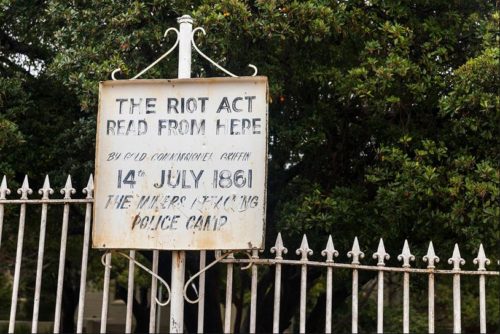 THE RIOT ACT
READ FROM HERE
BY GOLD COMMISSIONER GRIFFIN
14TH JULY 1861
THE MINERS ATTACKING
POLICE CAMP